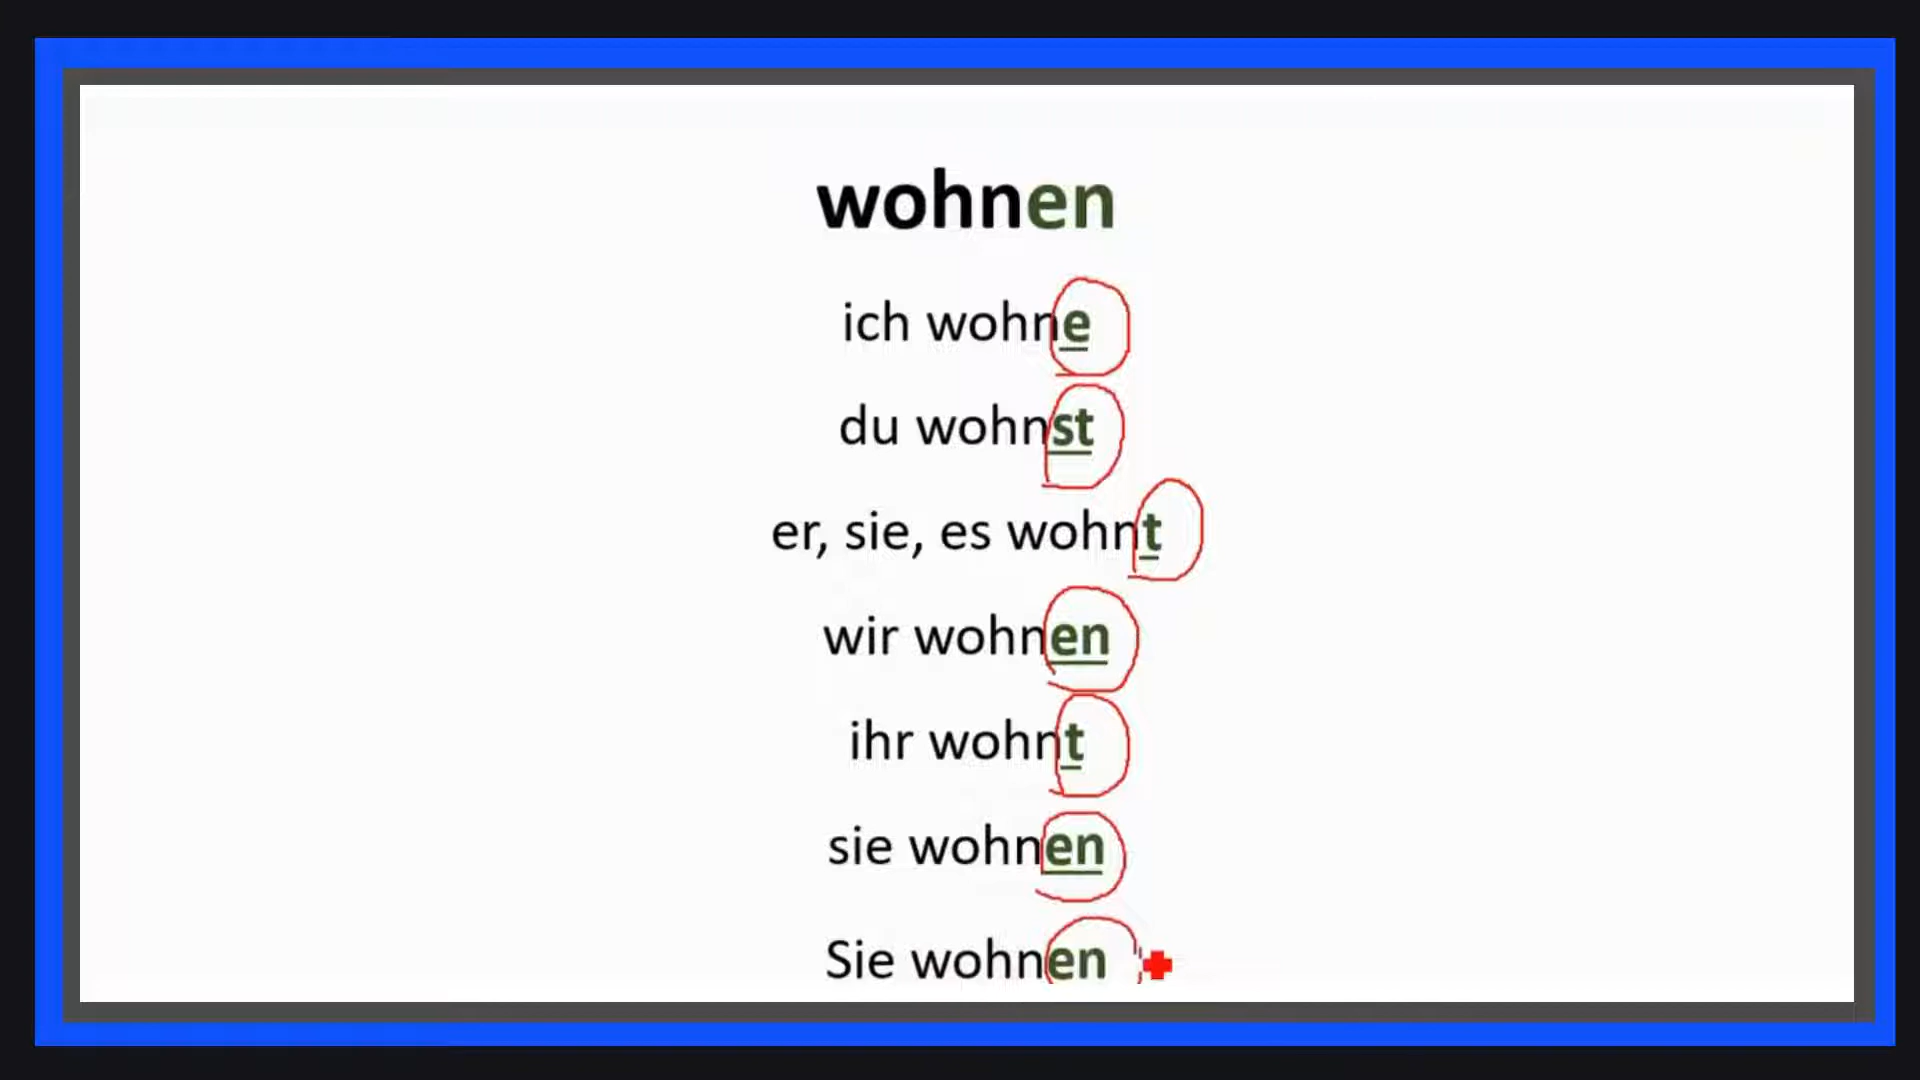 wohnen
ich wohne
du wohnst
er, sie, es wohnt
wir wohnen
ihr wohnt
sie wohnen
Sie wohnen